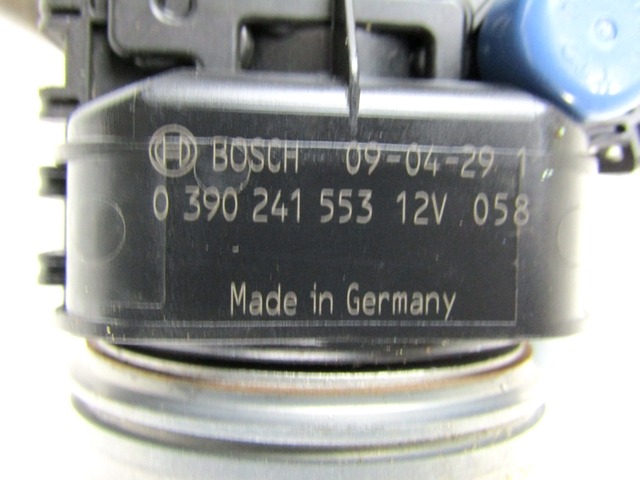 BOSCH 09-04-29 1
0 390 241 553 12V 058
Made in Germany